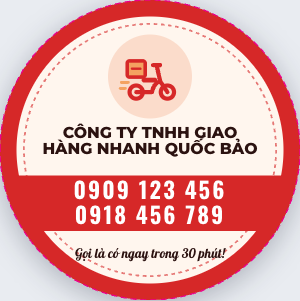 CÔNG TY TNHH GIAO
HÀNG NHANH QUỐC BẢO
0909 123 456
0918 456 789
Gọi là có ngay trong 30 phút!